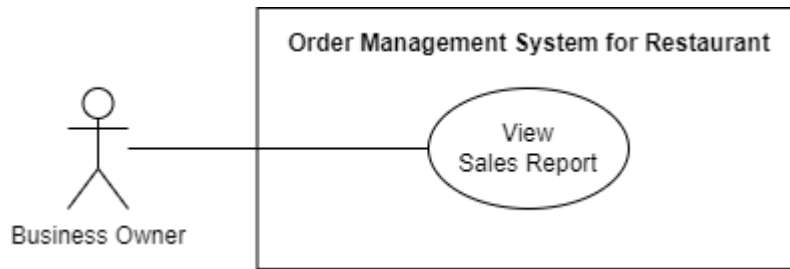 Order Management System for Restaurant
View
Sales Report
Business Owner